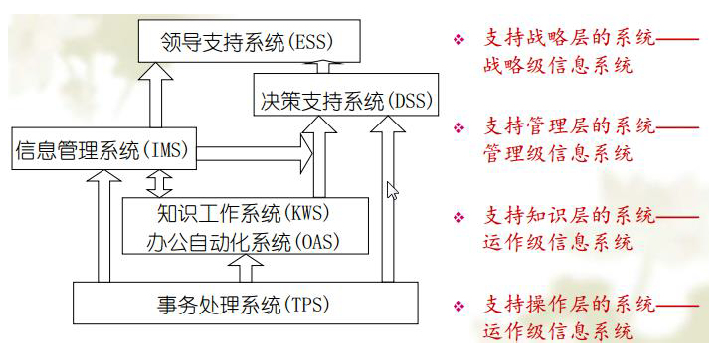 领导支持系统(ESS)
决策支持系统(DSS)
信息管理系统(IMS)
知识工作系统(KWS)
办公自动化系统(OAS)
事务处理系统(TPS)
支持战略层的系统——
战略级信息系统
支持管理层的系统——
管理级信息系统
支持知识层的系统——
运作级信息系统
支持操作层的系统——
运作级信息系统